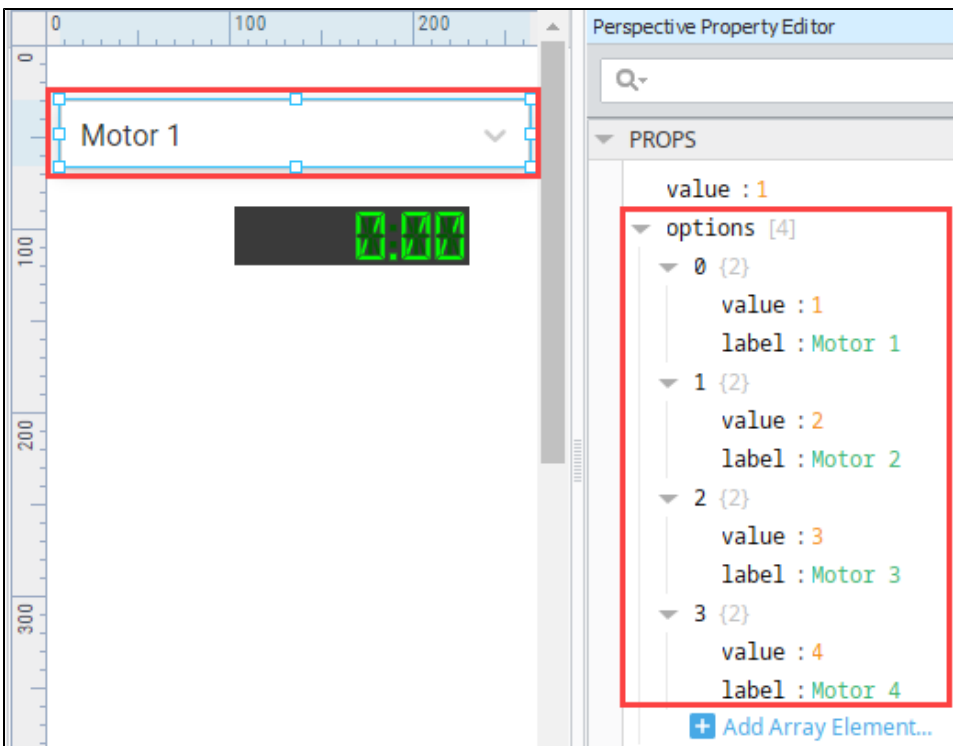 0 100 200
0
100
200
300
Motor 1
0.00
Perspective Property Editor
PROPS
value : 1
options [4]
0 {2}
value : 1
label : Motor 1
1 {2}
value : 2
label : Motor 2
2 {2}
value : 3
label : Motor 3
3 {2}
value : 4
label : Motor 4
Add Array Element...